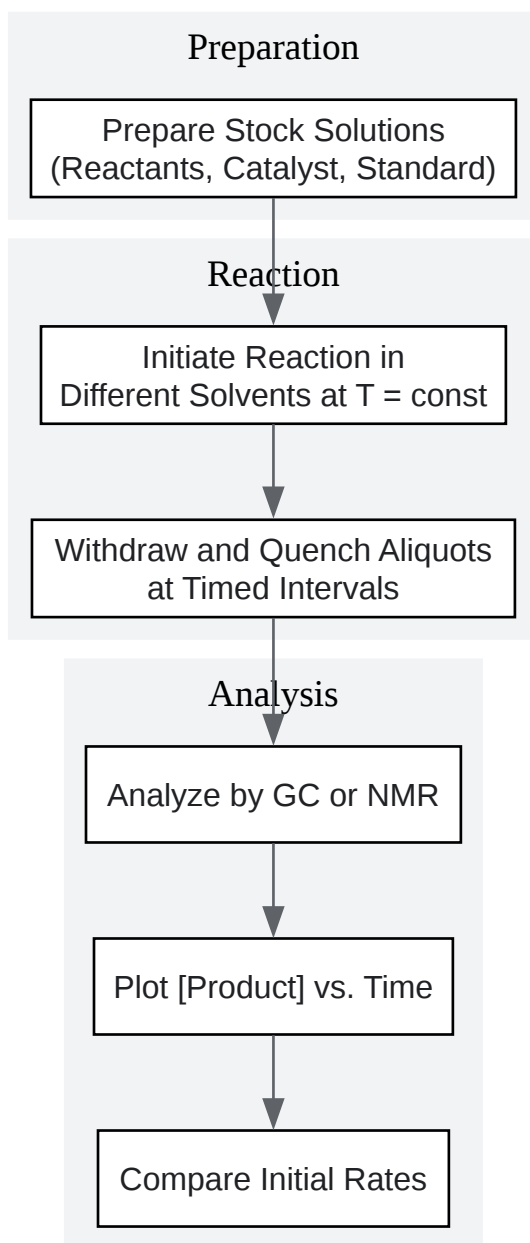 Preparation
Prepare Stock Solutions
(Reactants, Catalyst, Standard)
Reaction
Initiate Reaction in
Different Solvents at T = const
Withdraw and Quench Aliquots
at Timed Intervals
Analysis
Analyze by GC or NMR
Plot [Product] vs. Time
Compare Initial Rates